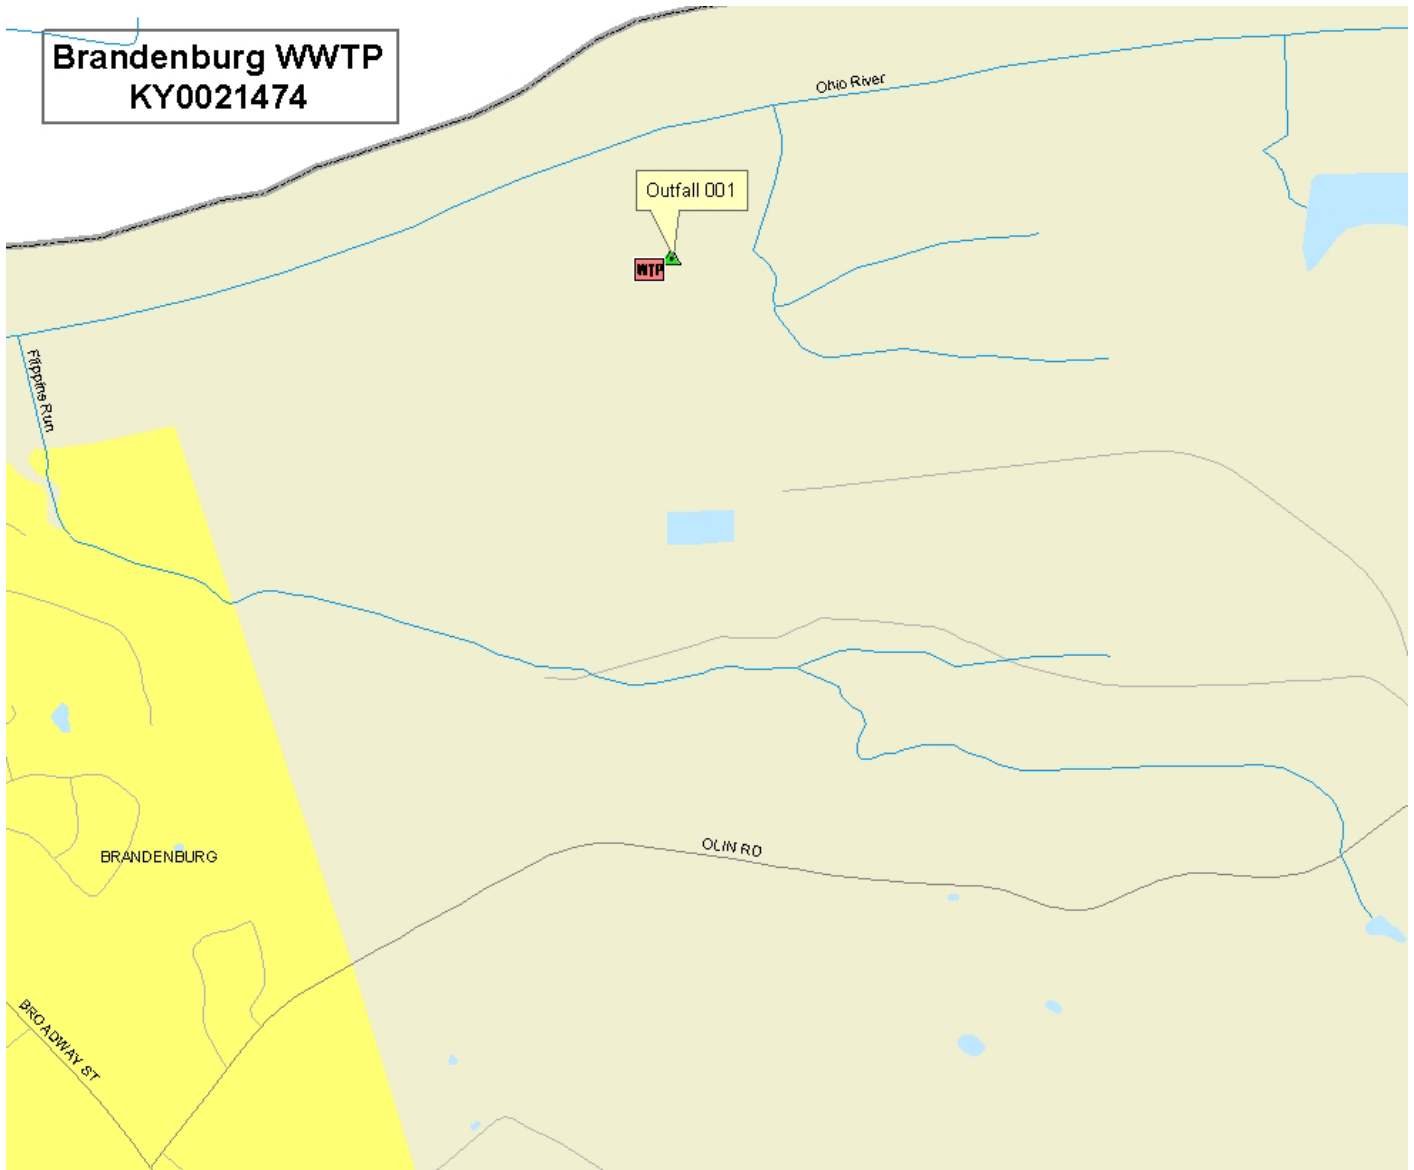 Brandenburg WWTP
KY0021474
Ohio River
Outfall 001
WTP
Flippins Run
OLIN RD
BRANDENBURG
BROADWAY ST